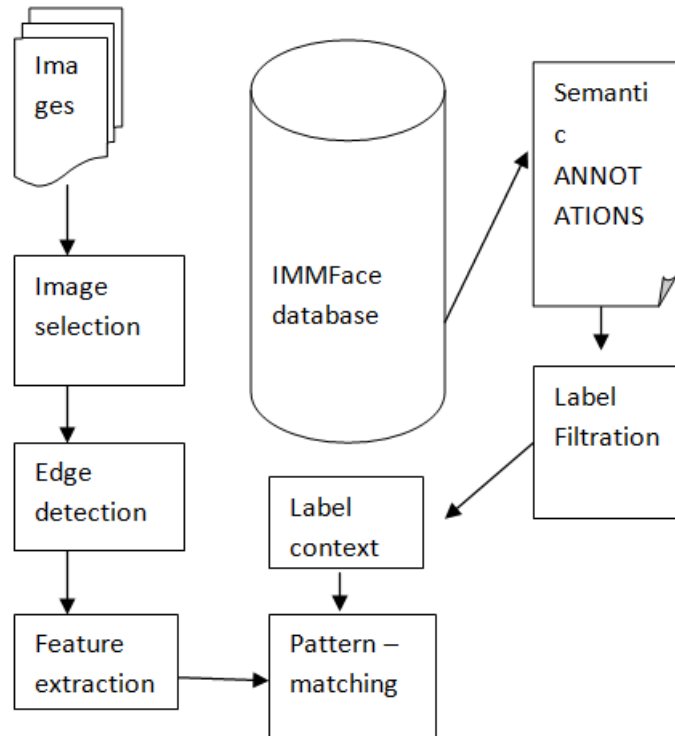 Ima
ges
Image
selection
Edge
detection
Feature
extraction
IMMFace
database
Semanti
c
ANNOT
ATIONS
Label
Filtration
Label
context
Pattern –
matching